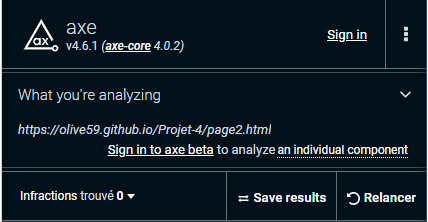 axe
v4.6.1 (axe-core 4.0.2)
Sign in
What you're analyzing
https://olive59.github.io/Projet-4/page2.html
Sign in to axe beta to analyze an individual component
Infractions trouvé 0
Save results
Relancer